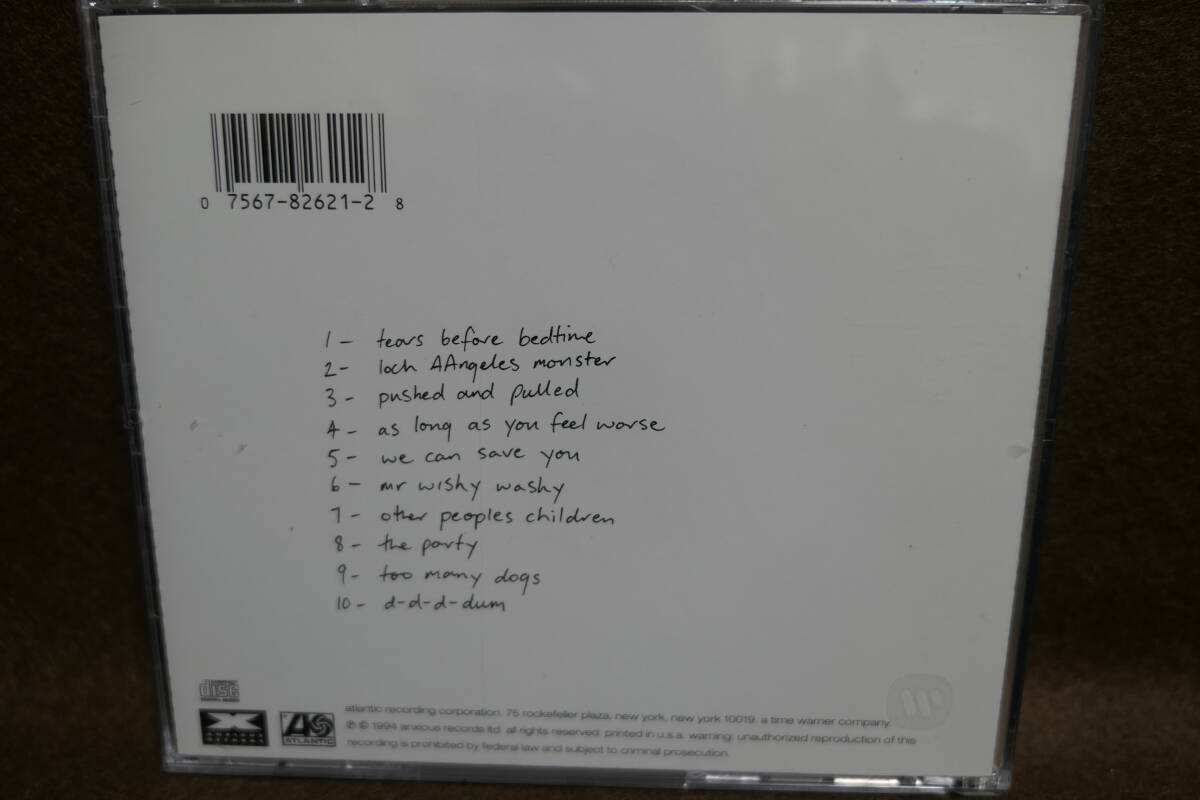 0 7567-82621-2 8
1 - tears before bedtime
2- loch AAngeles monster
3 - pushed and pulled
4 - as long as you feel worse
5 - we can save you
6 - mr wishy washy
7 - other peoples children
8 - the party
9 - too many dogs
10 - d-d-d-dum
disc
ATLANTIC
atlantic recording corporation. 75 rockefeller plaza, new york, new york 10019. a time warner company.
℗ © 1994 anxious records ltd. all rights reserved. printed in u.s.a. warning: unauthorized reproduction of this
recording is prohibited by federal law and subject to criminal prosecution.